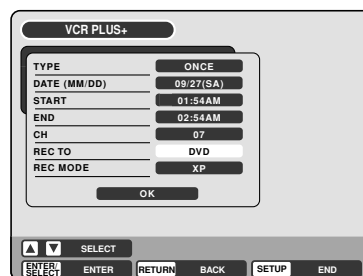 VCR PLUS+
TYPE ONCE
DATE (MM/DD) 09/27(SA)
START 01:54AM
END 02:54AM
CH 07
REC TO DVD
REC MODE XP
OK
SELECT
ENTER/SELECT ENTER RETURN BACK SETUP END